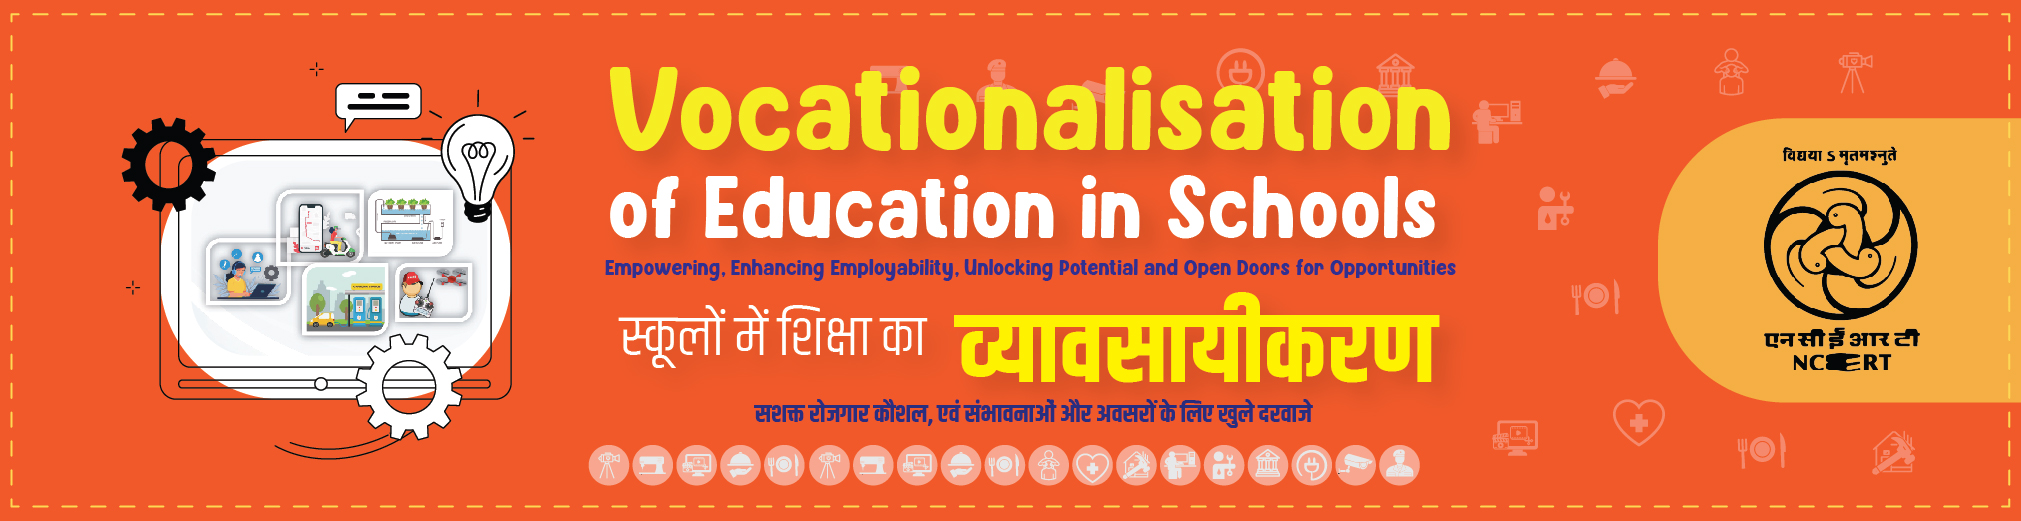 Vocationalisation
of Education in Schools
Empowering, Enhancing Employability, Unlocking Potential and Open Doors for Opportunities
स्कूलों में शिक्षा का व्यावसायीकरण
सशक्त रोजगार कौशल, एवं संभावनाओं और अवसरों के लिए खुले दरवाजे
विद्यया ऽ मृतमश्नुते
एन सी ई आर टी
NCERT